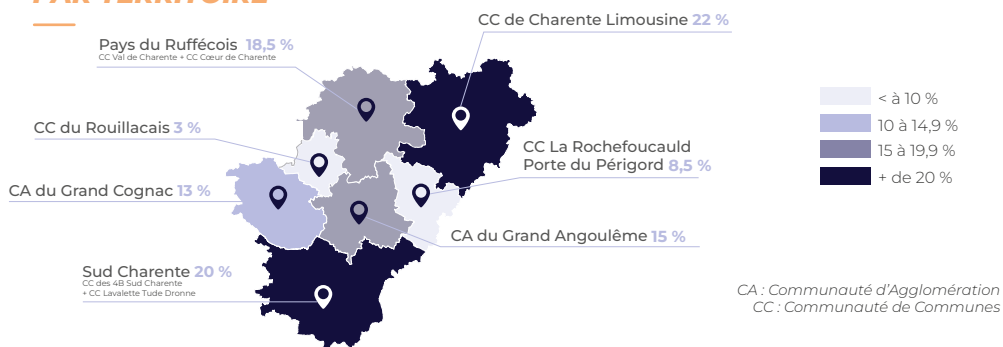 PAR TERRITOIRE
CC de Charente Limousine 22 %
Pays du Ruffécois 18,5 %
CC Val de Charente + CC Cœur de Charente
CC du Rouillacais 3 %
CC La Rochefoucauld
Porte du Périgord 8,5 %
CA du Grand Cognac 13 %
CA du Grand Angoulême 15 %
Sud Charente 20 %
CC des 4B Sud Charente
+ CC Lavalette Tude Dronne
< à 10 %
10 à 14,9 %
15 à 19,9 %
+ de 20 %
CA : Communauté d’Agglomération
CC : Communauté de Communes